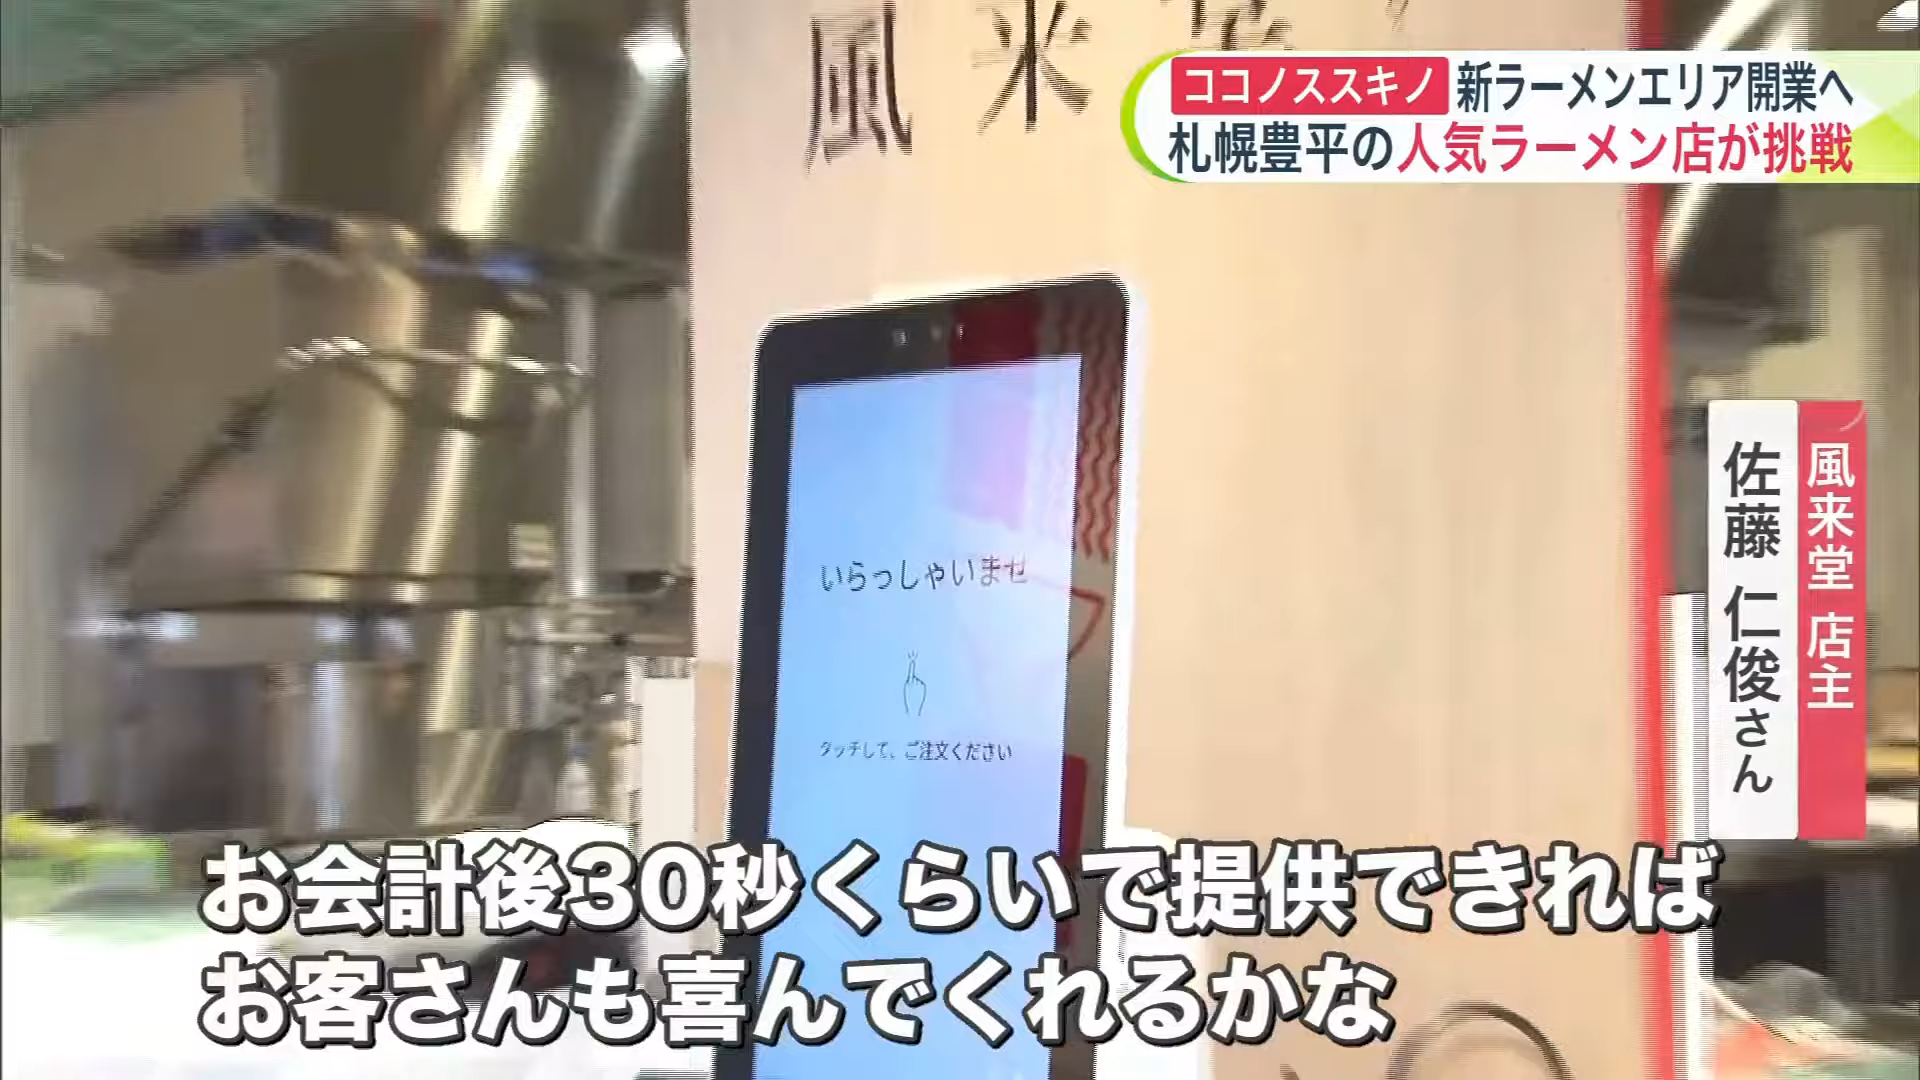 風来
ココノススキノ 新ラーメンエリア開業へ
札幌豊平の人気ラーメン店が挑戦
風来堂 店主
佐藤 仁俊さん
いらっしゃいませ
タッチして、ご注文ください
お会計後30秒くらいで提供できれば
お客さんも喜んでくれるかな